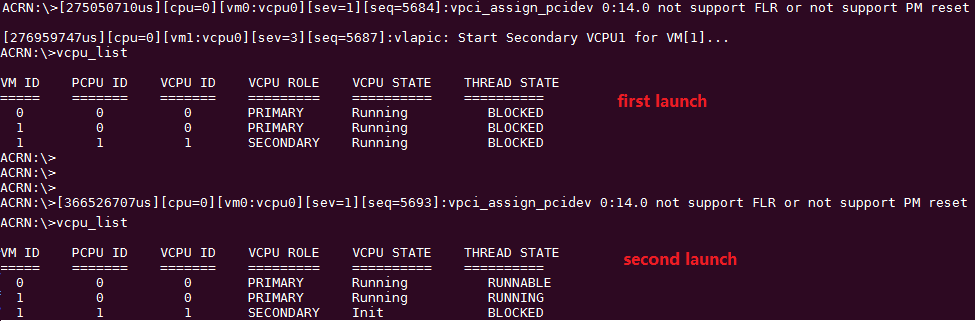 ACRN:\>[275050710us][cpu=0][vm0:vcpu0][sev=1][seq=5684]:vpci_assign_pcidev 0:14.0 not support FLR or not support PM reset
[276959747us][cpu=0][vm1:vcpu0][sev=3][seq=5687]:vlapic: Start Secondary VCPU1 for VM[1]...
ACRN:\>vcpu_list
VM ID PCPU ID VCPU ID VCPU ROLE VCPU STATE THREAD STATE
===== ======= ======= ========= ========== ==========
0 0 0 PRIMARY Running BLOCKED
first launch
1 0 0 PRIMARY Running BLOCKED
1 1 1 SECONDARY Running BLOCKED
ACRN:\>
ACRN:\>
ACRN:\>
ACRN:\>[366526707us][cpu=0][vm0:vcpu0][sev=1][seq=5693]:vpci_assign_pcidev 0:14.0 not support FLR or not support PM reset
ACRN:\>vcpu_list
VM ID PCPU ID VCPU ID VCPU ROLE VCPU STATE THREAD STATE
second launch
===== ======= ======= ========= ========== ==========
0 0 0 PRIMARY Running RUNNABLE
1 0 0 PRIMARY Running RUNNING
1 1 1 SECONDARY Init BLOCKED